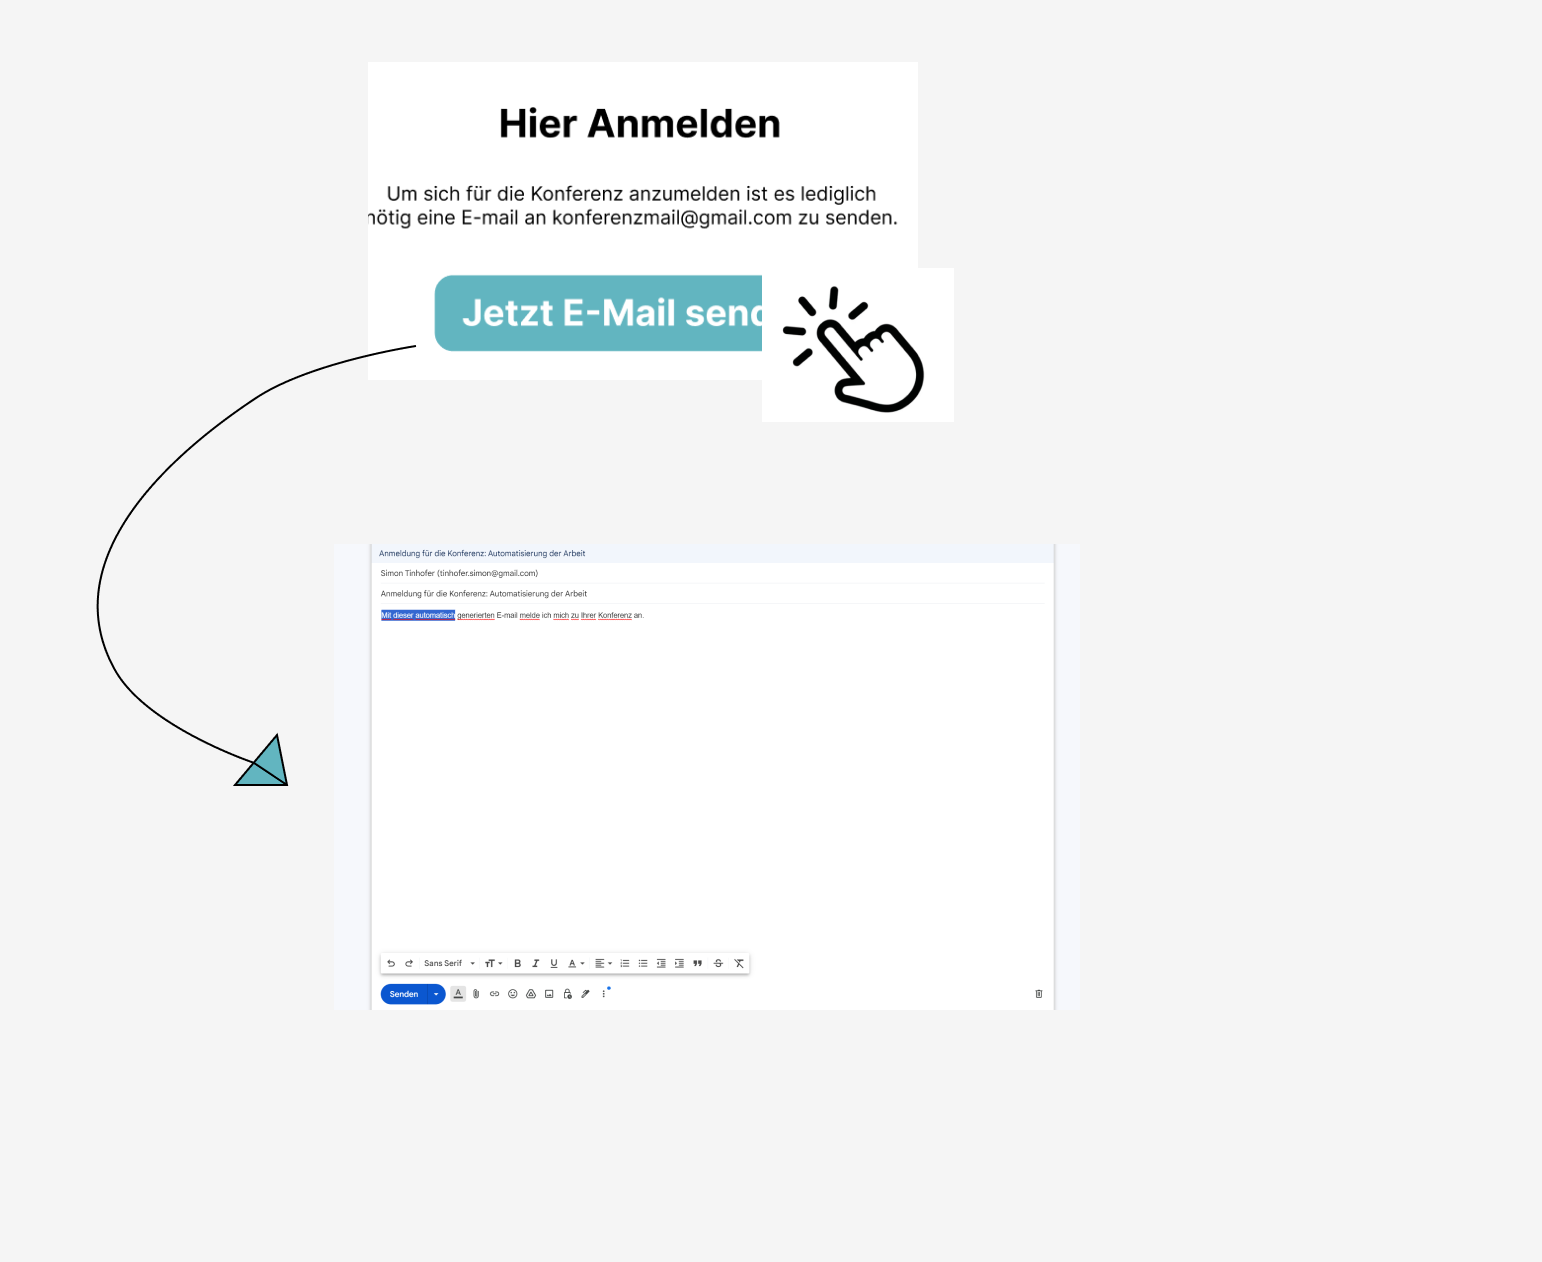 Hier Anmelden
Um sich für die Konferenz anzumelden ist es lediglich
nötig eine E-mail an konferenzmail@gmail.com zu senden.
Jetzt E-Mail send
Anmeldung für die Konferenz: Automatisierung der Arbeit
Simon Tinhofer (tinhofer.simon@gmail.com)
Anmeldung für die Konferenz: Automatisierung der Arbeit
Mit dieser automatisch generierten E-mail melde ich mich zu Ihrer Konferenz an.
Sans Serif
Senden